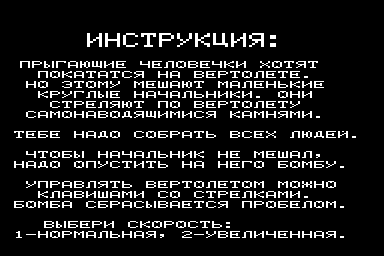 ИНСТРУКЦИЯ:
ПРЫГАЮЩИЕ ЧЕЛОВЕЧКИ ХОТЯТ
ПОКАТАТСЯ НА ВЕРТОЛЕТЕ.
НО ЭТОМУ МЕШАЮТ МАЛЕНЬКИЕ
КРУГЛЫЕ НАЧАЛЬНИКИ. ОНИ
СТРЕЛЯЮТ ПО ВЕРТОЛЕТУ
САМОНАВОДЯЩИМИСЯ КАМНЯМИ.
ТЕБЕ НАДО СОБРАТЬ ВСЕХ ЛЮДЕЙ.
ЧТОБЫ НАЧАЛЬНИК НЕ МЕШАЛ,
НАДО ОПУСТИТЬ НА НЕГО БОМБУ.
УПРАВЛЯТЬ ВЕРТОЛЕТОМ МОЖНО
КЛАВИШАМИ СО СТРЕЛКАМИ.
БОМБА СБРАСЫВАЕТСЯ ПРОБЕЛОМ.
ВЫБЕРИ СКОРОСТЬ:
1-НОРМАЛЬНАЯ, 2-УВЕЛИЧЕННАЯ.